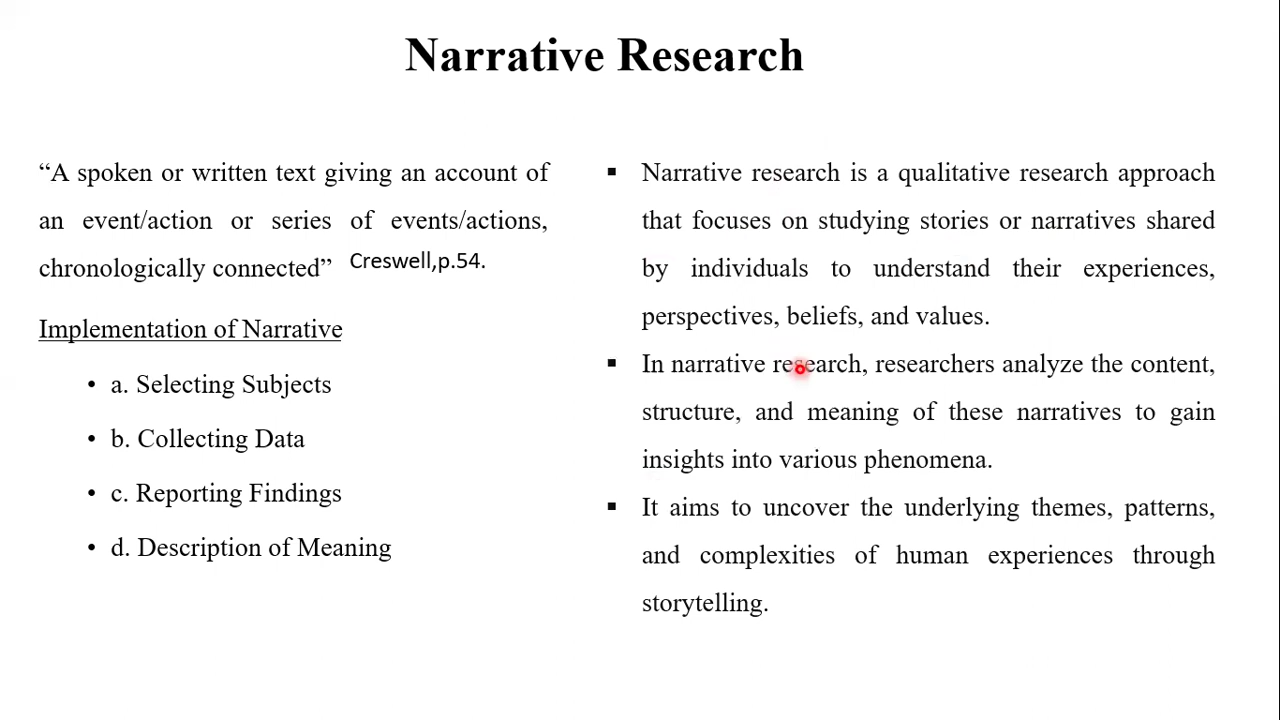 Narrative Research
“A spoken or written text giving an account of
an event/action or series of events/actions,
chronologically connected” Creswell,p.54.
Implementation of Narrative
• a. Selecting Subjects
• b. Collecting Data
• c. Reporting Findings
• d. Description of Meaning
▪ Narrative research is a qualitative research approach
that focuses on studying stories or narratives shared
by individuals to understand their experiences,
perspectives, beliefs, and values.
▪ In narrative research, researchers analyze the content,
structure, and meaning of these narratives to gain
insights into various phenomena.
▪ It aims to uncover the underlying themes, patterns,
and complexities of human experiences through
storytelling.